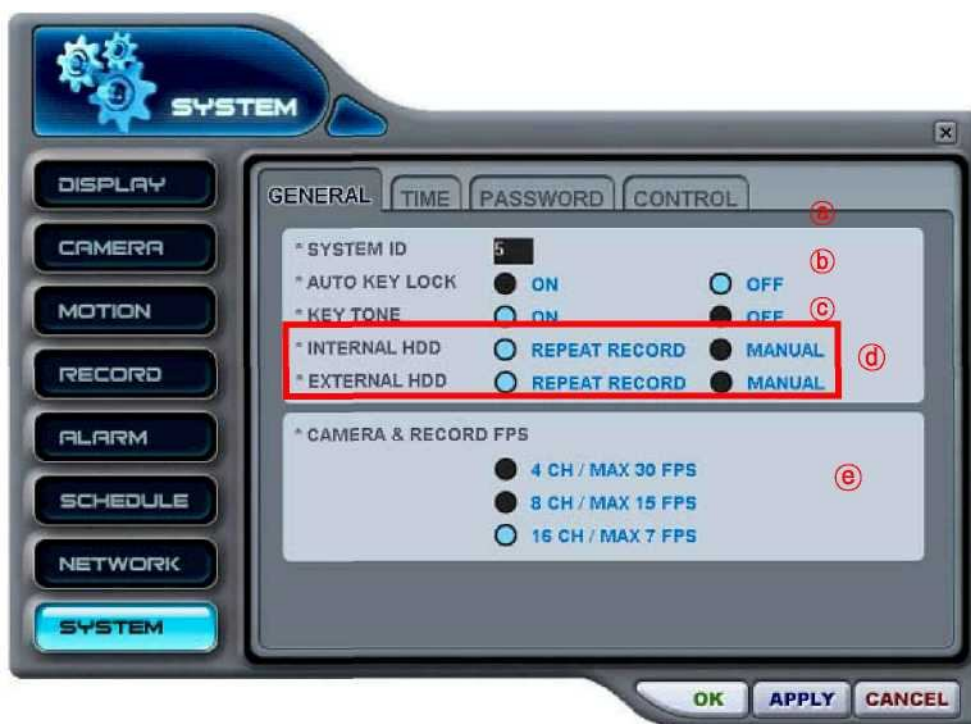 SYSTEM
DISPLAY
CAMERA
MOTION
RECORD
ALARM
SCHEDULE
NETWORK
SYSTEM
GENERAL TIME PASSWORD CONTROL
ⓐ
* SYSTEM ID 5
ⓑ
* AUTO KEY LOCK ON OFF
* KEY TONE ON OFF ⓒ
* INTERNAL HDD REPEAT RECORD MANUAL
ⓓ
* EXTERNAL HDD REPEAT RECORD MANUAL
* CAMERA & RECORD FPS
4 CH / MAX 30 FPS
ⓔ
8 CH / MAX 15 FPS
16 CH / MAX 7 FPS
OK APPLY CANCEL